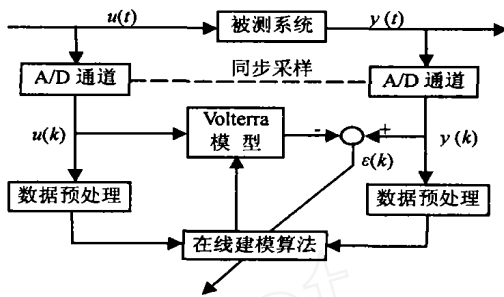 u(t)
被测系统
y(t)
A/D 通道
同步采样
A/D 通道
u(k)
Volterra
模 型
-
+
y(k)
ε(k)
数据预处理
数据预处理
在线建模算法